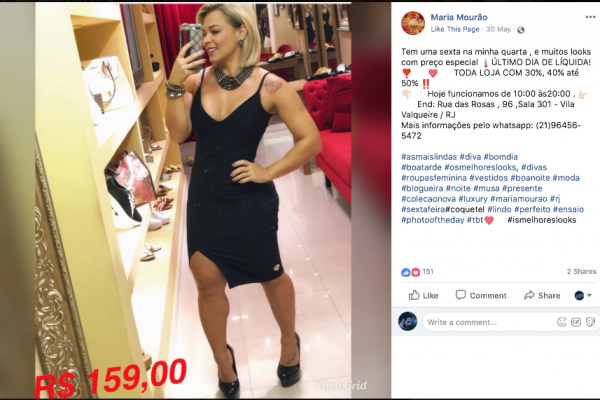 Maria Mourão
Like This Page · 30 May ·
Tem uma sexta na minha quarta , e muitos looks
com preço especial 🌡️ÚLTIMO DIA DE LÍQUIDA!
❣️ 💗 TODA LOJA COM 30%, 40% até
50% ‼️
👉🏻 Hoje funcionamos de 10:00 às20:00 . 👉🏻
End: Rua das Rosas , 96 ,Sala 301 - Vila
Valqueire / RJ
Mais informações pelo whatsapp: (21)96456-
5472
#asmaislindas #diva #bomdia
#boatarde #osmelhoreslooks, #divas
#roupasfeminina #vestidos #boanoite #moda
#blogueira #noite #musa #presente
#colecaonova #luxury #mariamourao #rj
#sextafeira#coquetel #lindo #perfeito #ensaio
#photooftheday #tbt💗 #ismelhoreslooks
151
2 Shares
Like Comment Share
Write a comment...
R$ 159,00
PhotoGrid